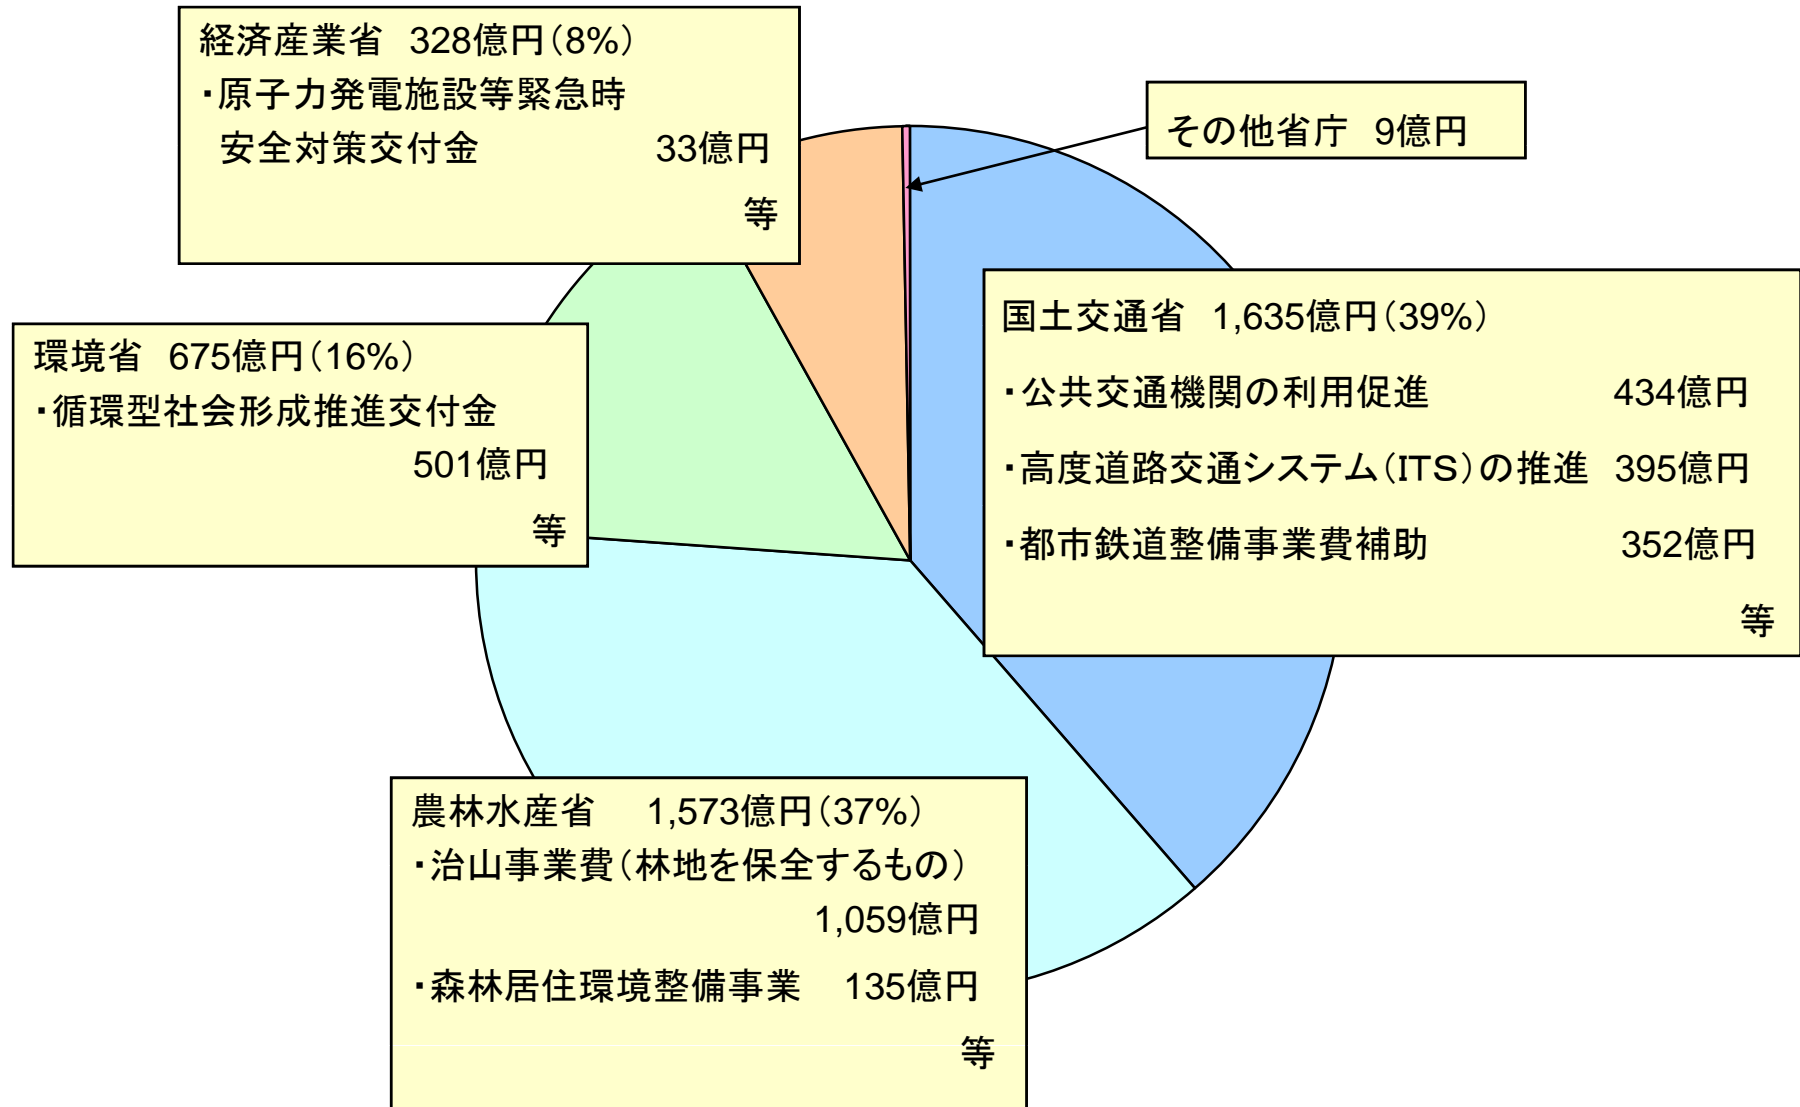 経済産業省 328億円(8%)
・原子力発電施設等緊急時
安全対策交付金 33億円
等
その他省庁 9億円
国土交通省 1,635億円(39%)
・公共交通機関の利用促進 434億円
・高度道路交通システム(ITS)の推進 395億円
・都市鉄道整備事業費補助 352億円
等
環境省 675億円(16%)
・循環型社会形成推進交付金
501億円
等
農林水産省 1,573億円(37%)
・治山事業費(林地を保全するもの)
1,059億円
・森林居住環境整備事業 135億円
等